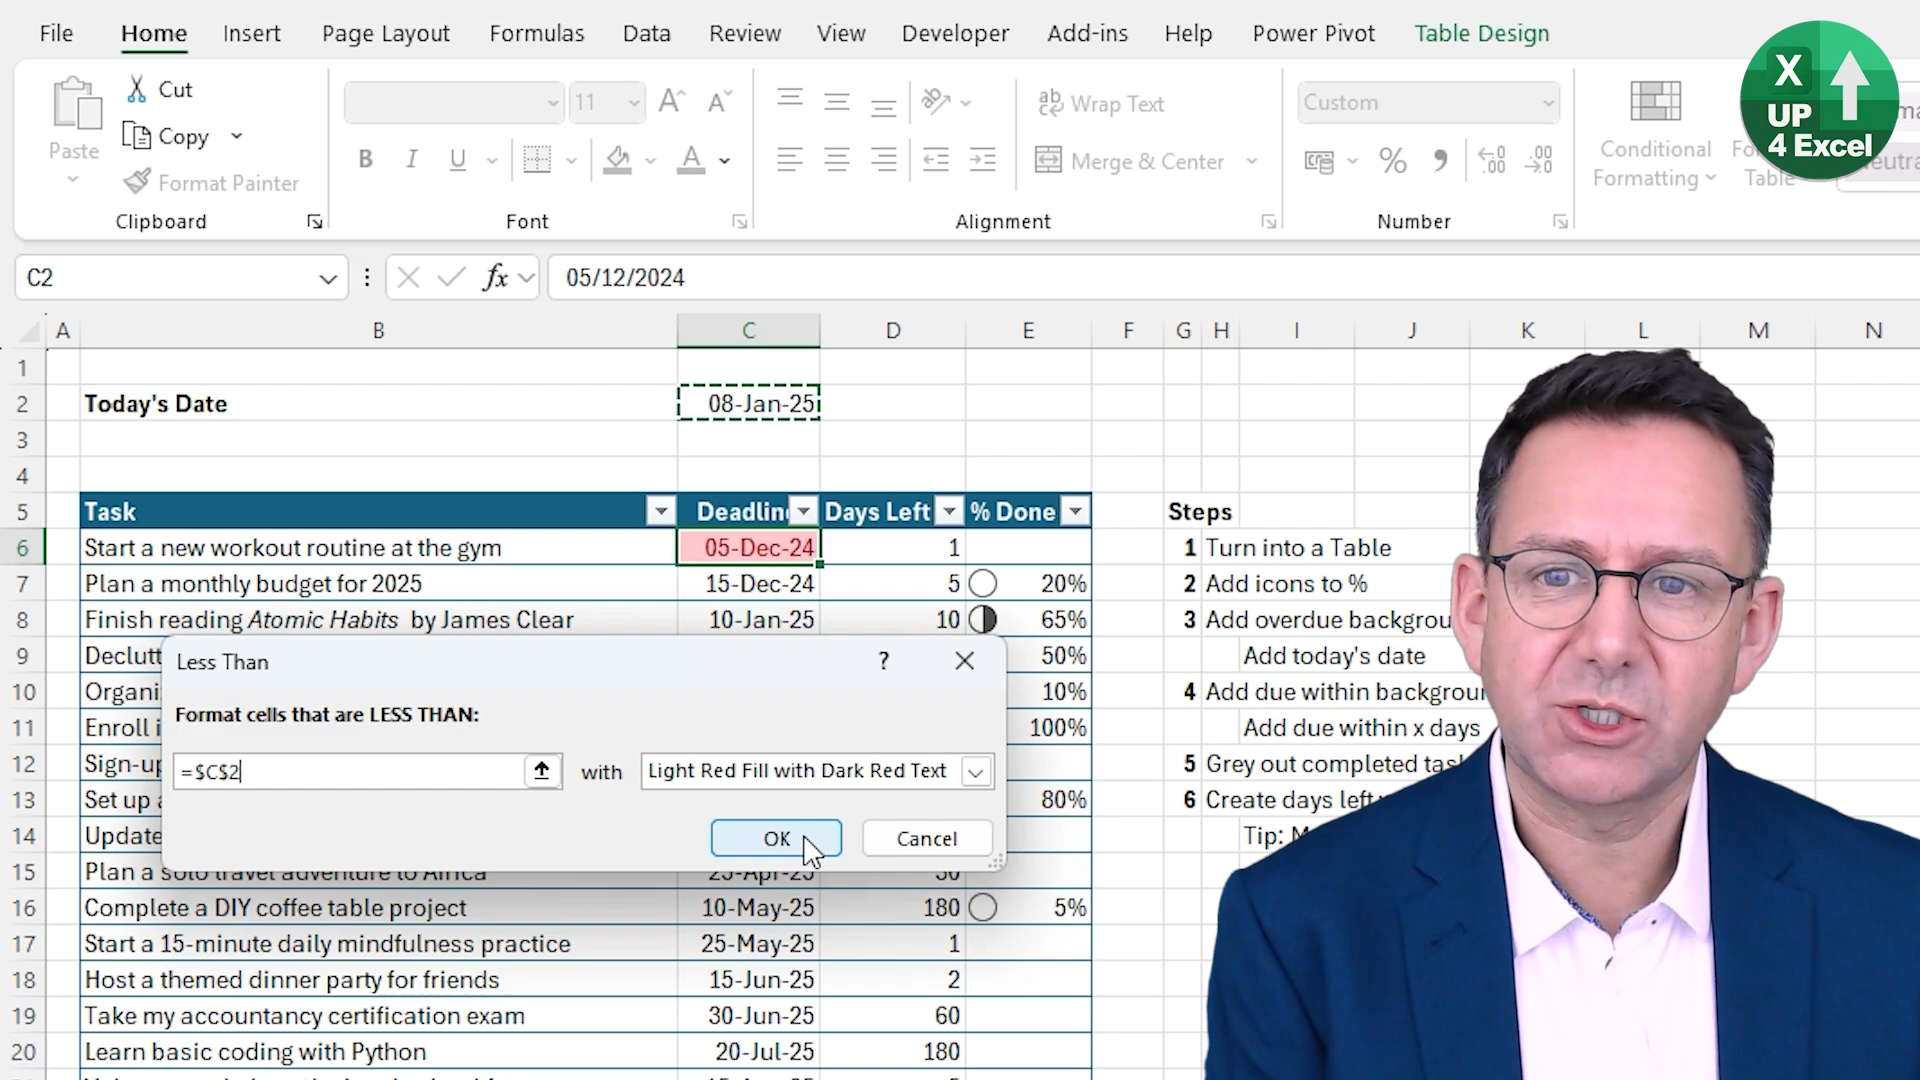 File Home Insert Page Layout Formulas Data Review View Developer Add-ins Help Power Pivot Table Design
X UP 4 Excel
Paste
Cut
Copy
Format Painter
Clipboard
11
B I U
Font
Wrap Text
Merge & Center
Alignment
Custom
Number
Conditional Formatting
Table
C2 fx 05/12/2024
A B C D E F G H I J K L M N
1
2 Today's Date 08-Jan-25
3
4
5 Task Deadlin Days Left % Done Steps
6 Start a new workout routine at the gym 05-Dec-24 1 1 Turn into a Table
7 Plan a monthly budget for 2025 15-Dec-24 5 20% 2 Add icons to %
8 Finish reading Atomic Habits by James Clear 10-Jan-25 10 65% 3 Add overdue backgrou
9 Declutt 50% Add today's date
10 Organi 10% 4 Add due within backgroun
11 Enroll i 100% Add due within x days
12 Sign-up 5 Grey out completed tas
13 Set up 80% 6 Create days left
14 Update Tip:
15 Plan a solo travel adventure to Africa 25-Apr-25
16 Complete a DIY coffee table project 10-May-25 180 5%
17 Start a 15-minute daily mindfulness practice 25-May-25 1
18 Host a themed dinner party for friends 15-Jun-25 2
19 Take my accountancy certification exam 30-Jun-25 60
20 Learn basic coding with Python 20-Jul-25 180
Less Than ?
Format cells that are LESS THAN:
=$C$2 with Light Red Fill with Dark Red Text
OK Cancel